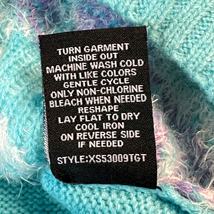 TURN GARMENT
INSIDE OUT
MACHINE WASH COLD
WITH LIKE COLORS
GENTLE CYCLE
ONLY NON-CHLORINE
BLEACH WHEN NEEDED
RESHAPE
LAY FLAT TO DRY
COOL IRON
ON REVERSE SIDE
IF NEEDED
STYLE:XS53009TGT